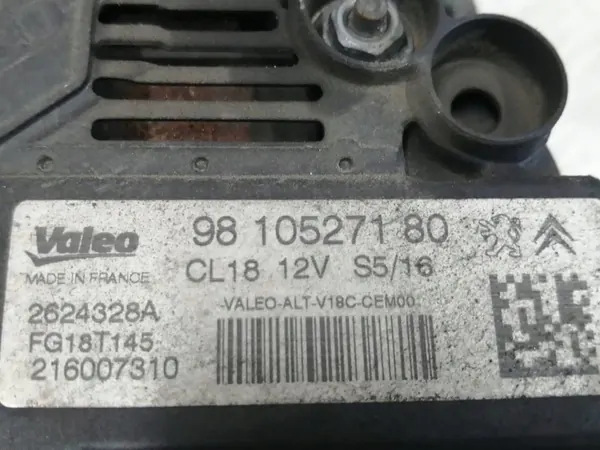 Valeo
98 105271 80
MADE IN FRANCE
CL18 12V S5/16
-VALEO-ALT-V18C-CEM00
2624328A
FG18T145
216007310